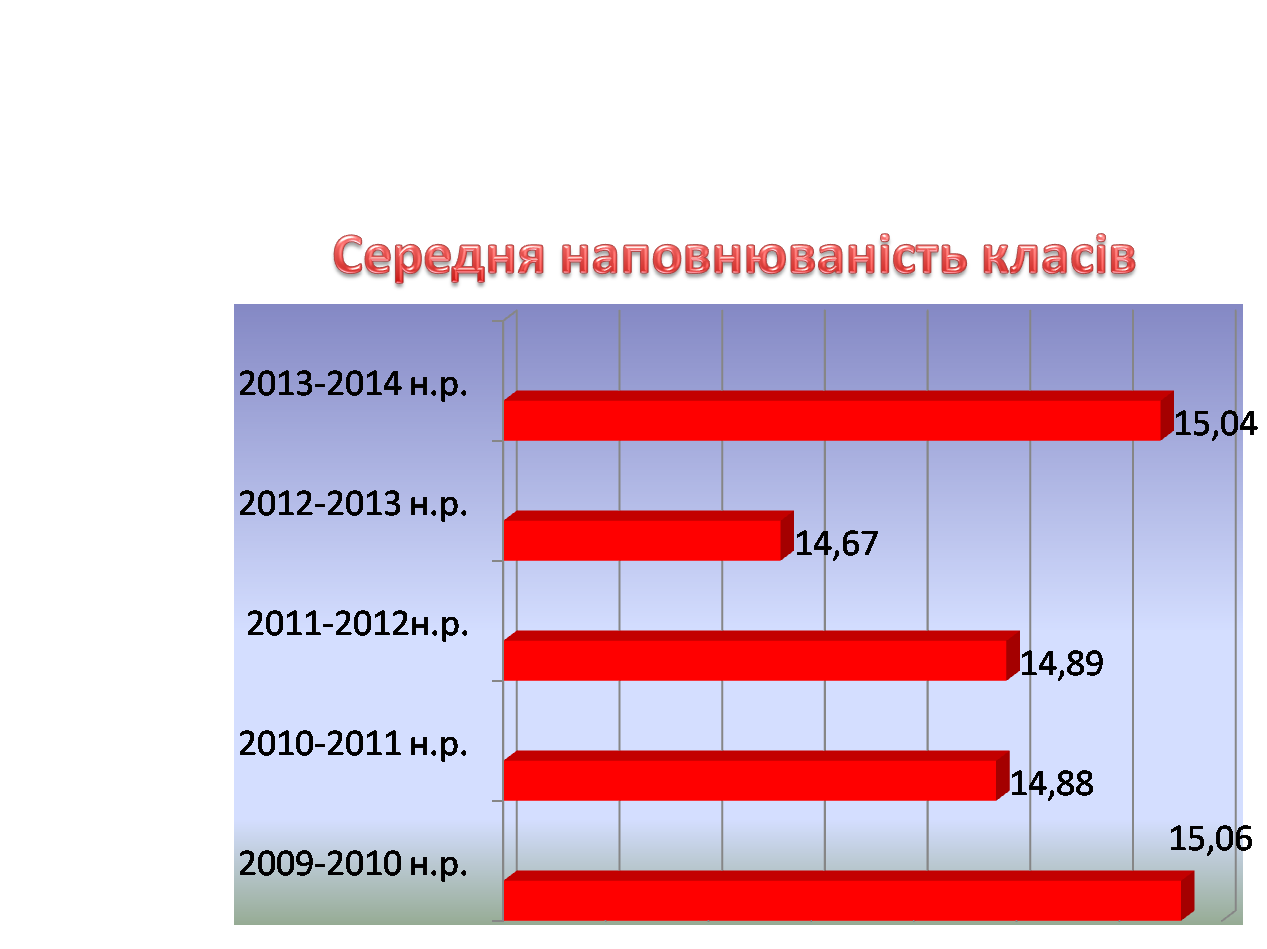 Середня наповнюваність класів
2013-2014 н.р.
15,04
2012-2013 н.р.
14,67
2011-2012н.р.
14,89
2010-2011 н.р.
14,88
15,06
2009-2010 н.р.